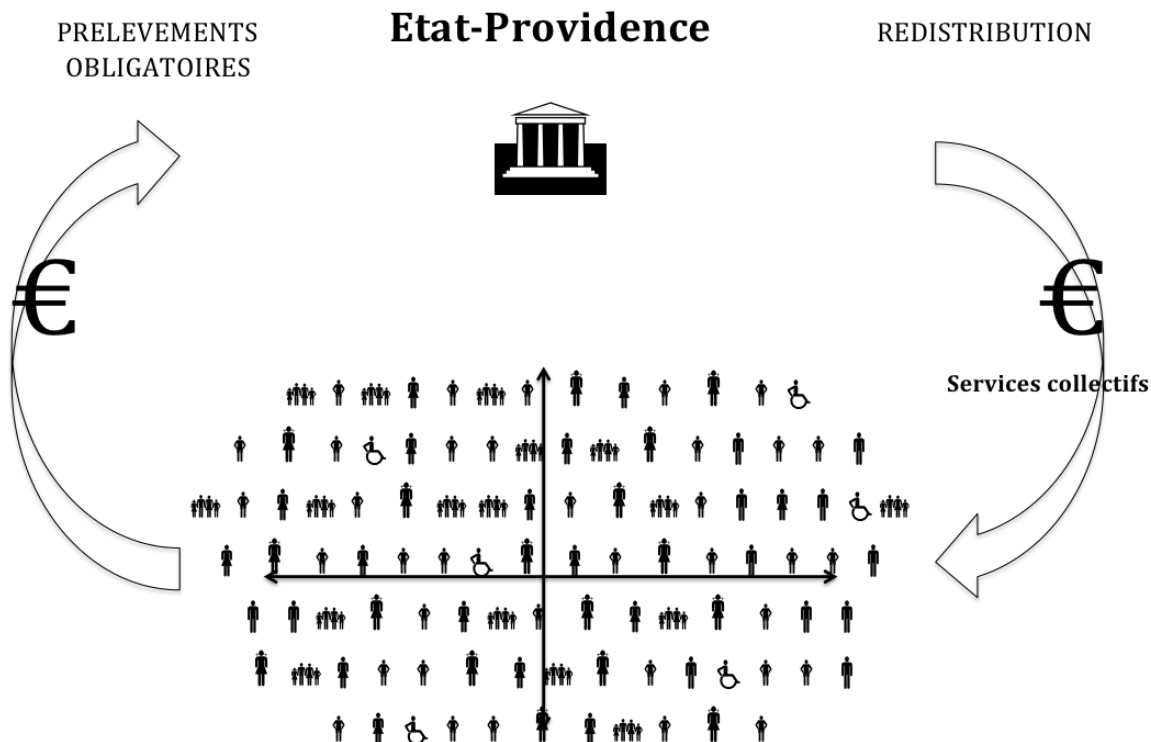 PRELEVEMENTS
OBLIGATOIRES
Etat-Providence
REDISTRIBUTION
€
€
Services collectifs